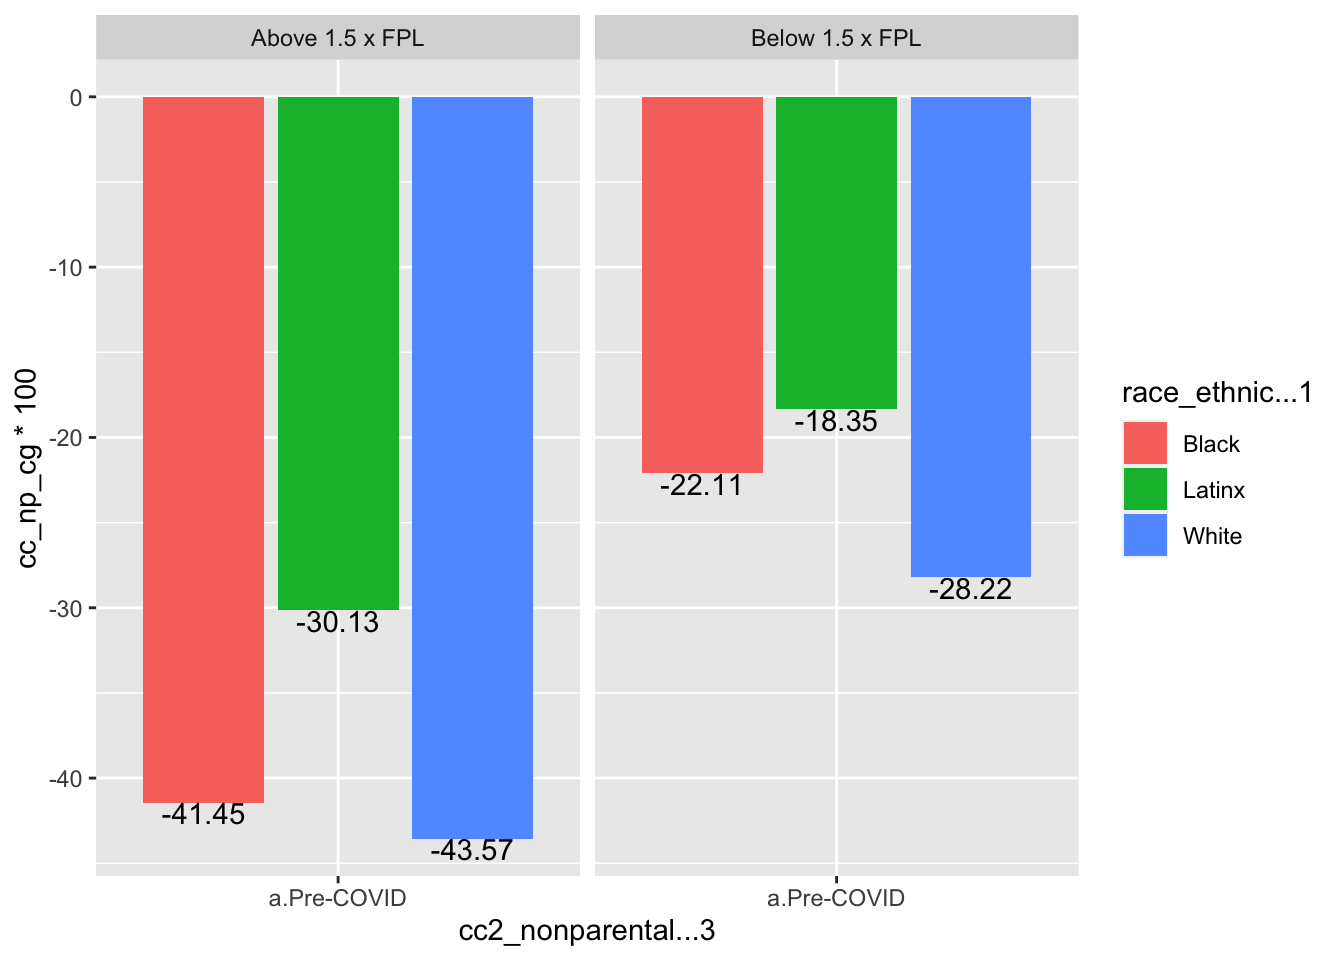 Above 1.5 x FPL
Below 1.5 x FPL
0
-10
-20
-30
-40
cc_np_cg * 100
-41.45
-30.13
-43.57
-22.11
-18.35
-28.22
a.Pre-COVID
a.Pre-COVID
cc2_nonparental...3
race_ethnic...1
Black
Latinx
White